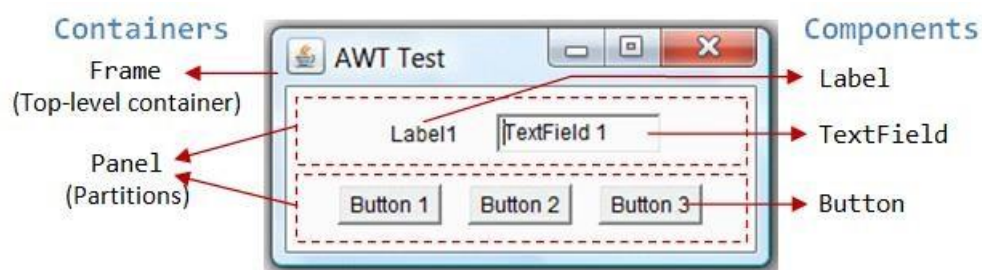 Containers
Components
AWT Test
Frame
(Top-level container)
Label
Label1
TextField 1
TextField
Panel
(Partitions)
Button 1
Button 2
Button 3
Button